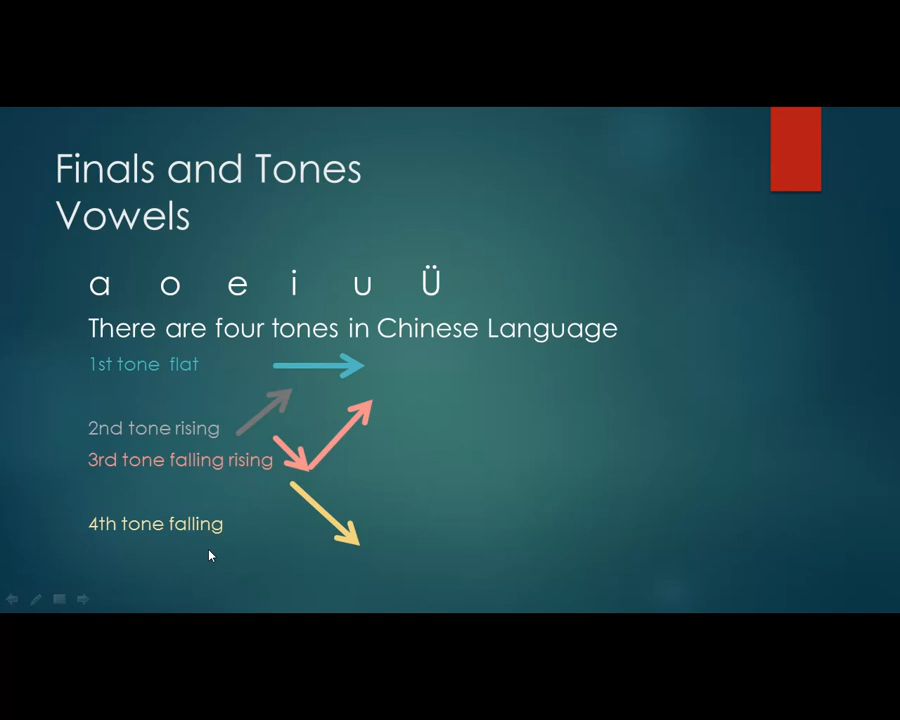 Finals and Tones
Vowels
a o e i u Ü
There are four tones in Chinese Language
1st tone flat
2nd tone rising
3rd tone falling rising
4th tone falling